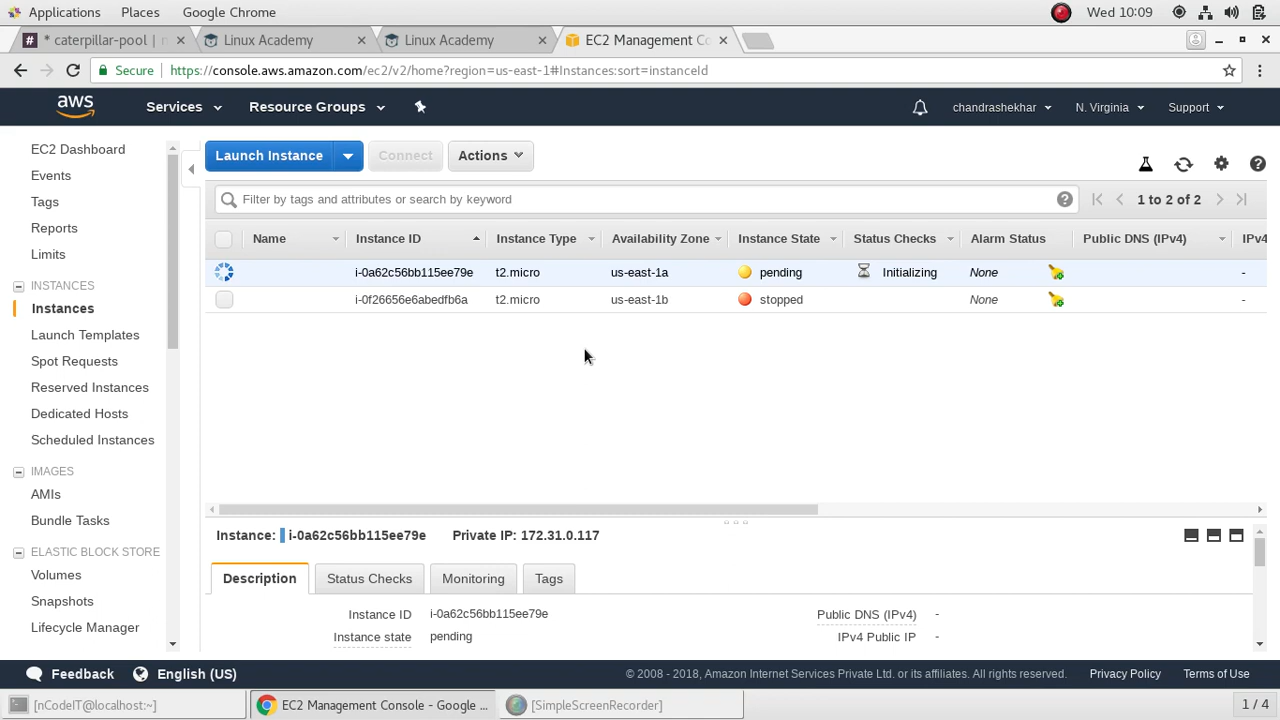 Applications Places Google Chrome Wed 10:09
* caterpillar-pool | Linux Academy Linux Academy EC2 Management Co
Secure https://console.aws.amazon.com/ec2/v2/home?region=us-east-1#Instances:sort=instanceId
aws Services Resource Groups chandrashekhar N. Virginia Support
EC2 Dashboard
Events
Tags
Reports
Limits
INSTANCES
Instances
Launch Templates
Spot Requests
Reserved Instances
Dedicated Hosts
Scheduled Instances
IMAGES
AMIs
Bundle Tasks
ELASTIC BLOCK STORE
Volumes
Snapshots
Lifecycle Manager
Launch Instance Connect Actions
Filter by tags and attributes or search by keyword 1 to 2 of 2
Name Instance ID Instance Type Availability Zone Instance State Status Checks Alarm Status Public DNS (IPv4) IPv4
i-0a62c56bb115ee79e t2.micro us-east-1a pending Initializing None -
i-0f26656e6abedfb6a t2.micro us-east-1b stopped None -
Instance: i-0a62c56bb115ee79e Private IP: 172.31.0.117
Description Status Checks Monitoring Tags
Instance ID i-0a62c56bb115ee79e Public DNS (IPv4) -
Instance state pending IPv4 Public IP -
Feedback English (US) © 2008 - 2018, Amazon Internet Services Private Ltd. or its affiliates. All rights reserved. Privacy Policy Terms of Use
[nCodeIT@localhost:~] EC2 Management Console - Google ... [SimpleScreenRecorder] 1 / 4